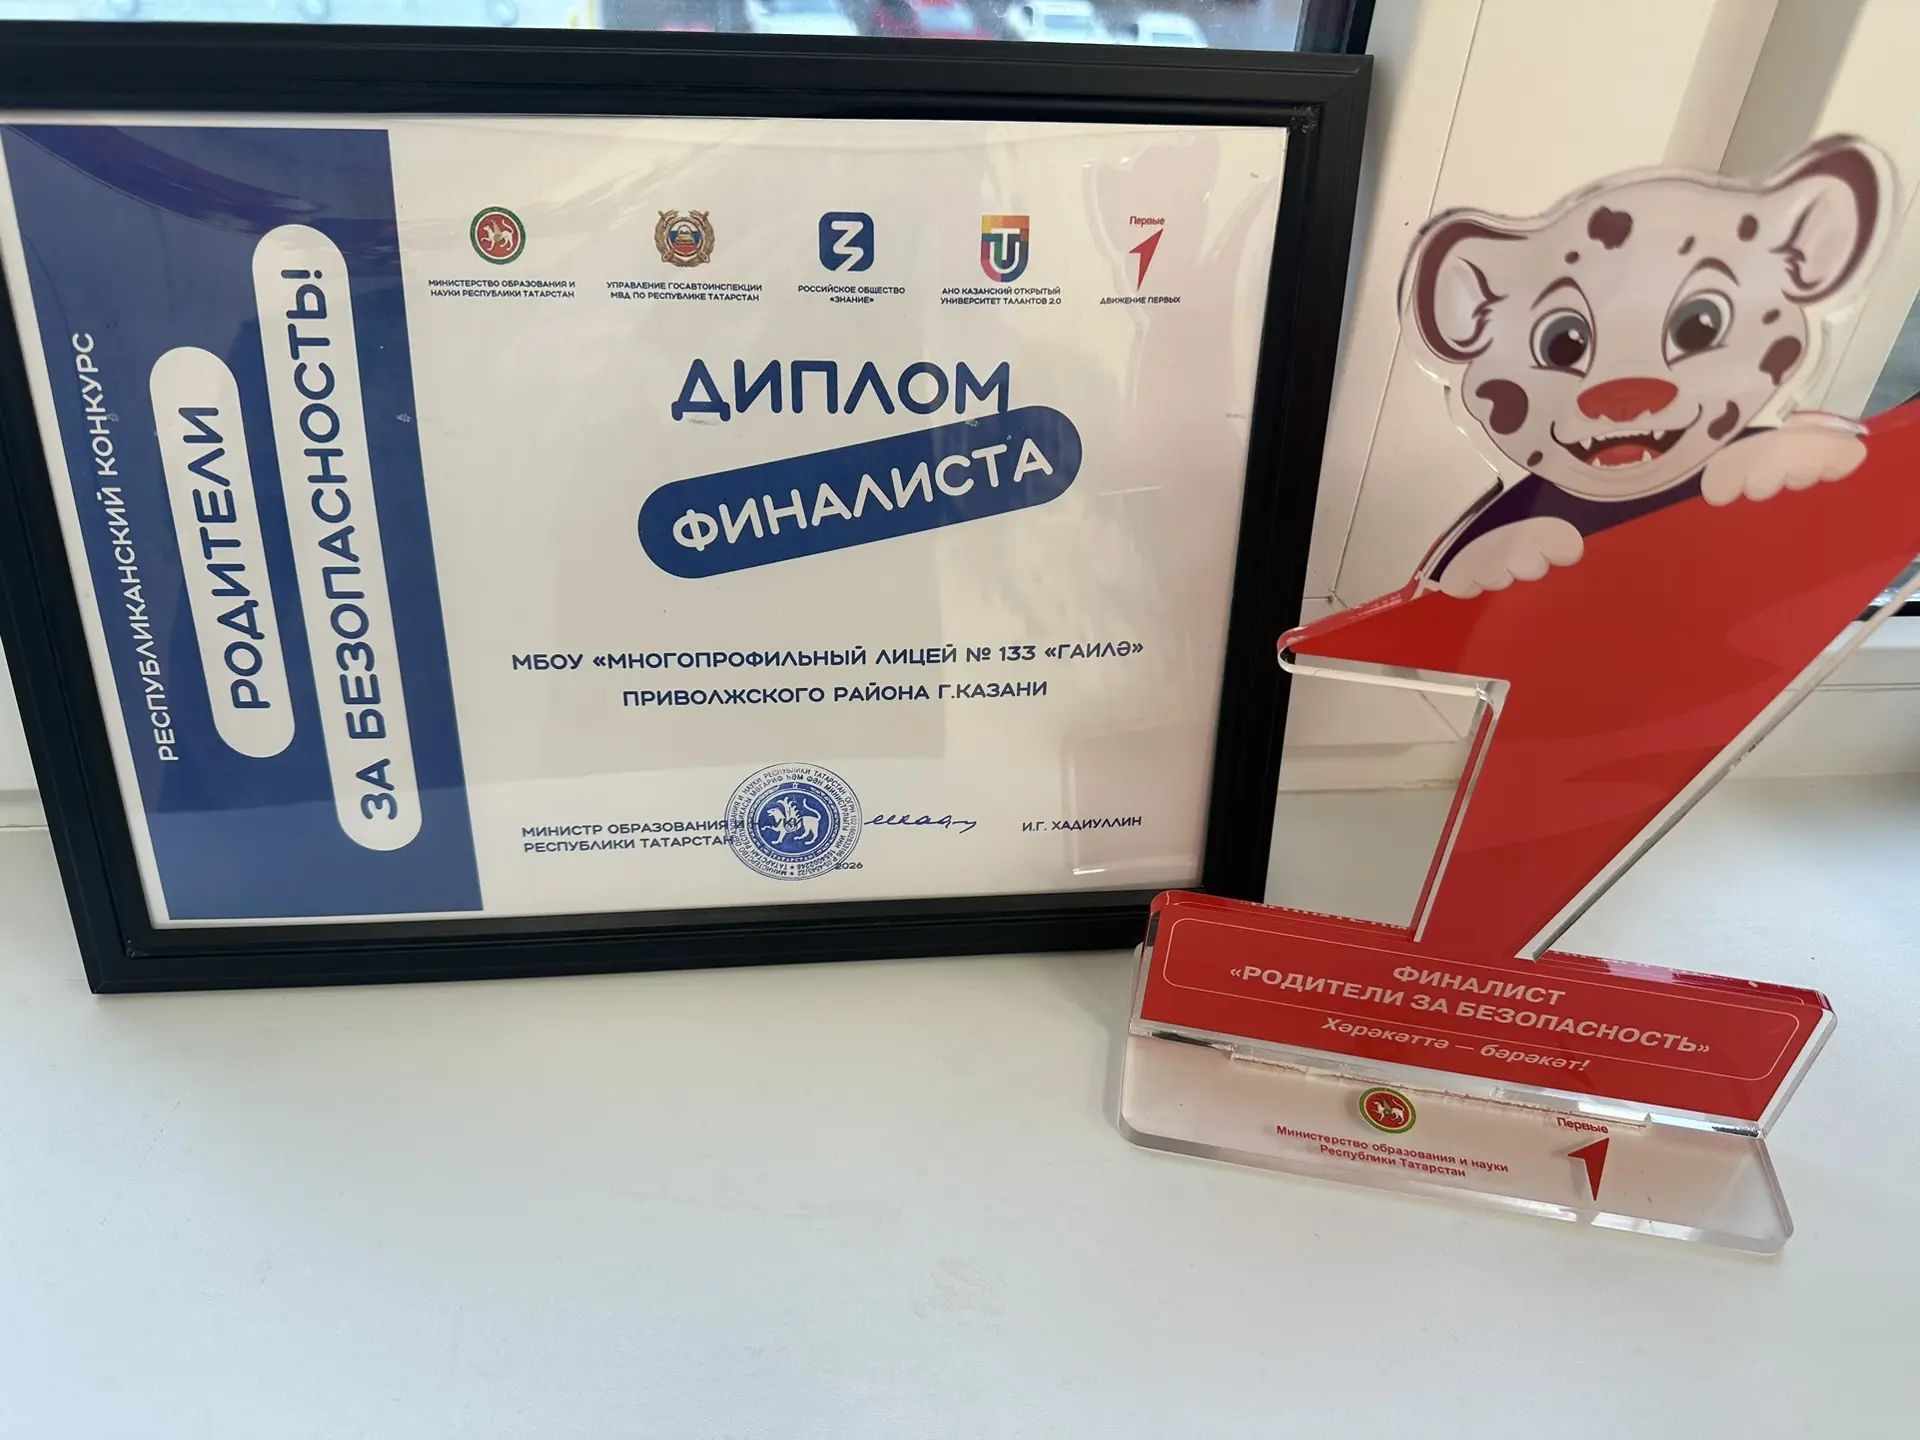 РЕСПУБЛИКАНСКИЙ КОНКУРС
РОДИТЕЛИ
ЗА БЕЗОПАСНОСТЬ!
МИНИСТЕРСТВО ОБРАЗОВАНИЯ И
НАУКИ РЕСПУБЛИКИ ТАТАРСТАН
УПРАВЛЕНИЕ ГОСАВТОИНСПЕКЦИИ
МВД ПО РЕСПУБЛИКЕ ТАТАРСТАН
РОССИЙСКОЕ ОБЩЕСТВО
«ЗНАНИЕ»
АНО КАЗАНСКИЙ ОТКРЫТЫЙ
УНИВЕРСИТЕТ ТАЛАНТОВ 2.0
Первые
ДВИЖЕНИЕ ПЕРВЫХ
ДИПЛОМ
ФИНАЛИСТА
МБОУ «МНОГОПРОФИЛЬНЫЙ ЛИЦЕЙ № 133 «ГАИЛӘ»
ПРИВОЛЖСКОГО РАЙОНА Г.КАЗАНИ
МИНИСТР ОБРАЗОВАНИЯ И НАУКИ
РЕСПУБЛИКИ ТАТАРСТАН
И.Г. ХАДИУЛЛИН
2026
ФИНАЛИСТ
«РОДИТЕЛИ ЗА БЕЗОПАСНОСТЬ»
Хәрәкәттә — бәрәкәт!
Министерство образования и науки
Республики Татарстан
Первые